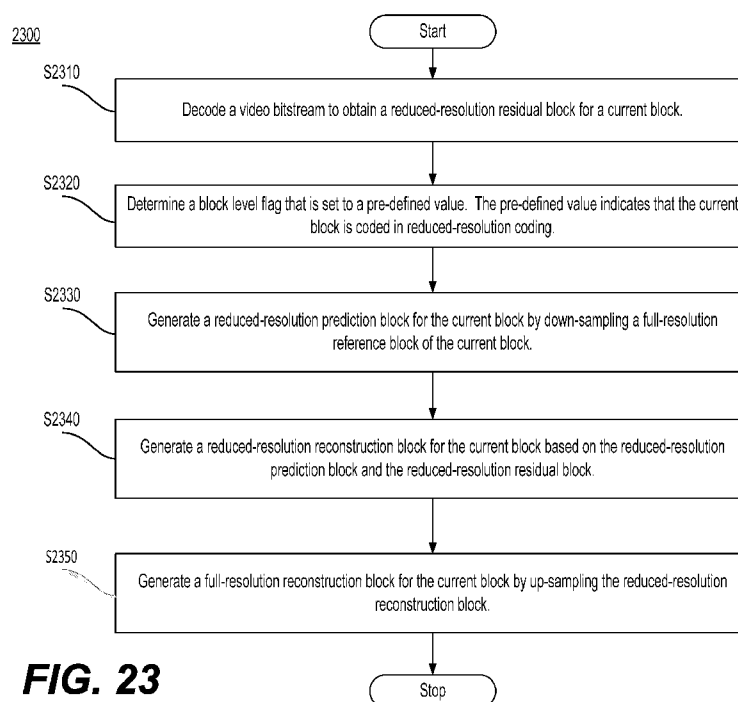 2300
Start
S2310
Decode a video bitstream to obtain a reduced-resolution residual block for a current block.
S2320
Determine a block level flag that is set to a pre-defined value. The pre-defined value indicates that the current
block is coded in reduced-resolution coding.
S2330
Generate a reduced-resolution prediction block for the current block by down-sampling a full-resolution
reference block of the current block.
S2340
Generate a reduced-resolution reconstruction block for the current block based on the reduced-resolution
prediction block and the reduced-resolution residual block.
S2350
Generate a full-resolution reconstruction block for the current block by up-sampling the reduced-resolution
reconstruction block.
FIG. 23
Stop